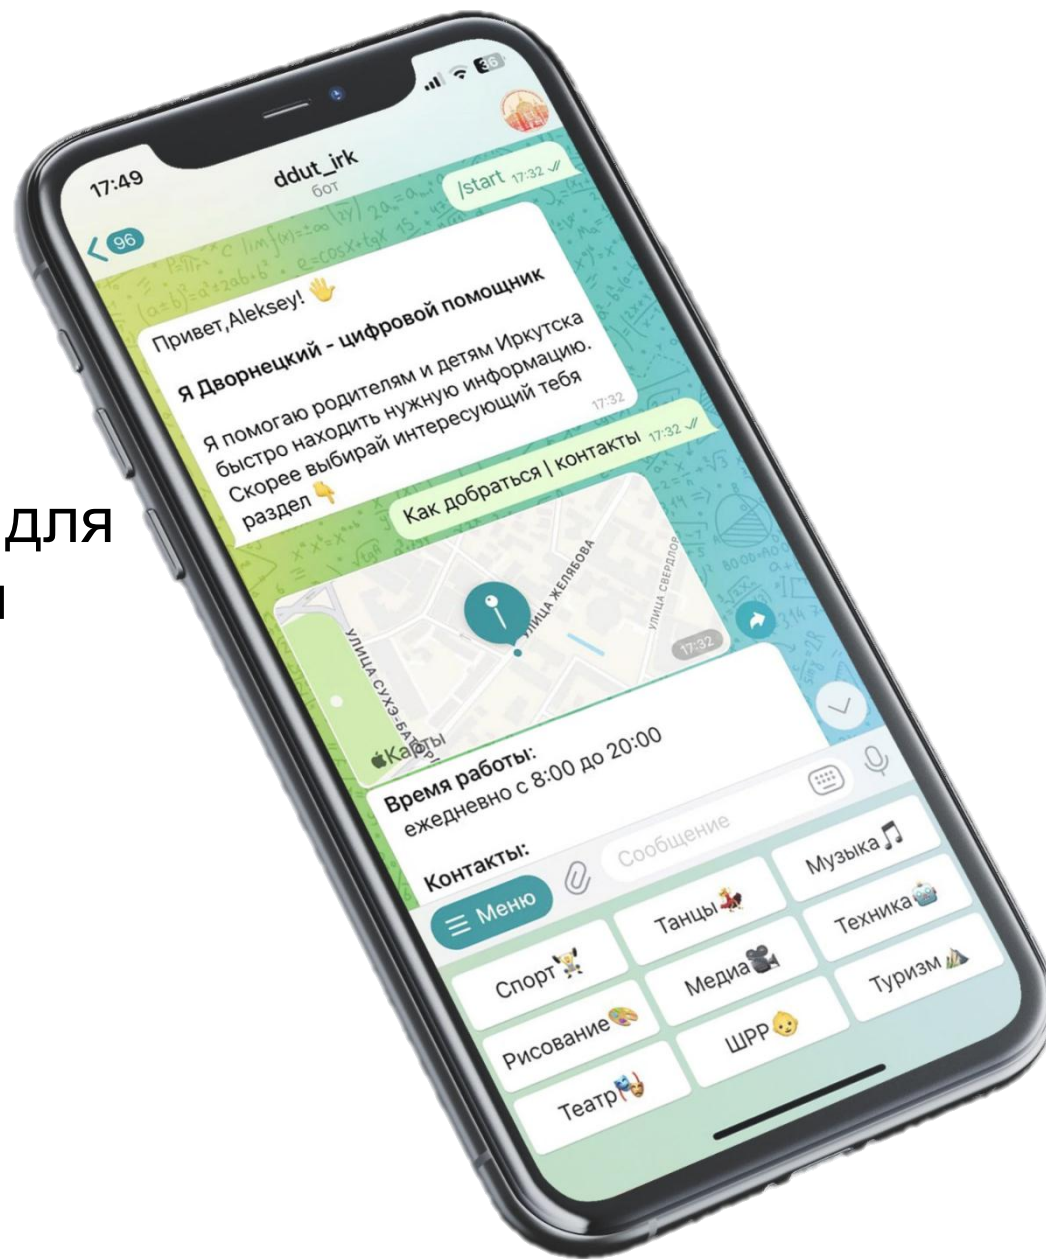 17:49
36
ddut_irk
бот
96
/start 17:32
Привет,Aleksey! 👋
Я Дворнецкий - цифровой помощник
Я помогаю родителям и детям Иркутска
быстро находить нужную информацию.
Скорее выбирай интересующий тебя
раздел 👇
17:32
Как добраться | контакты 17:32
для
УЛИЦА ЖЕЛЯБОВА
УЛИЦА СВЕРДЛОВ
УЛИЦА СУХЭ-БАТОРА
Карты
17:32
Время работы:
ежедневно с 8:00 до 20:00
Контакты:
Меню
Сообщение
Спорт🏋
Танцы💃
Музыка🎵
Рисование🎨
Медиа🎥
Техника🤖
Театр🎭
ШРР👶
Туризм🏔